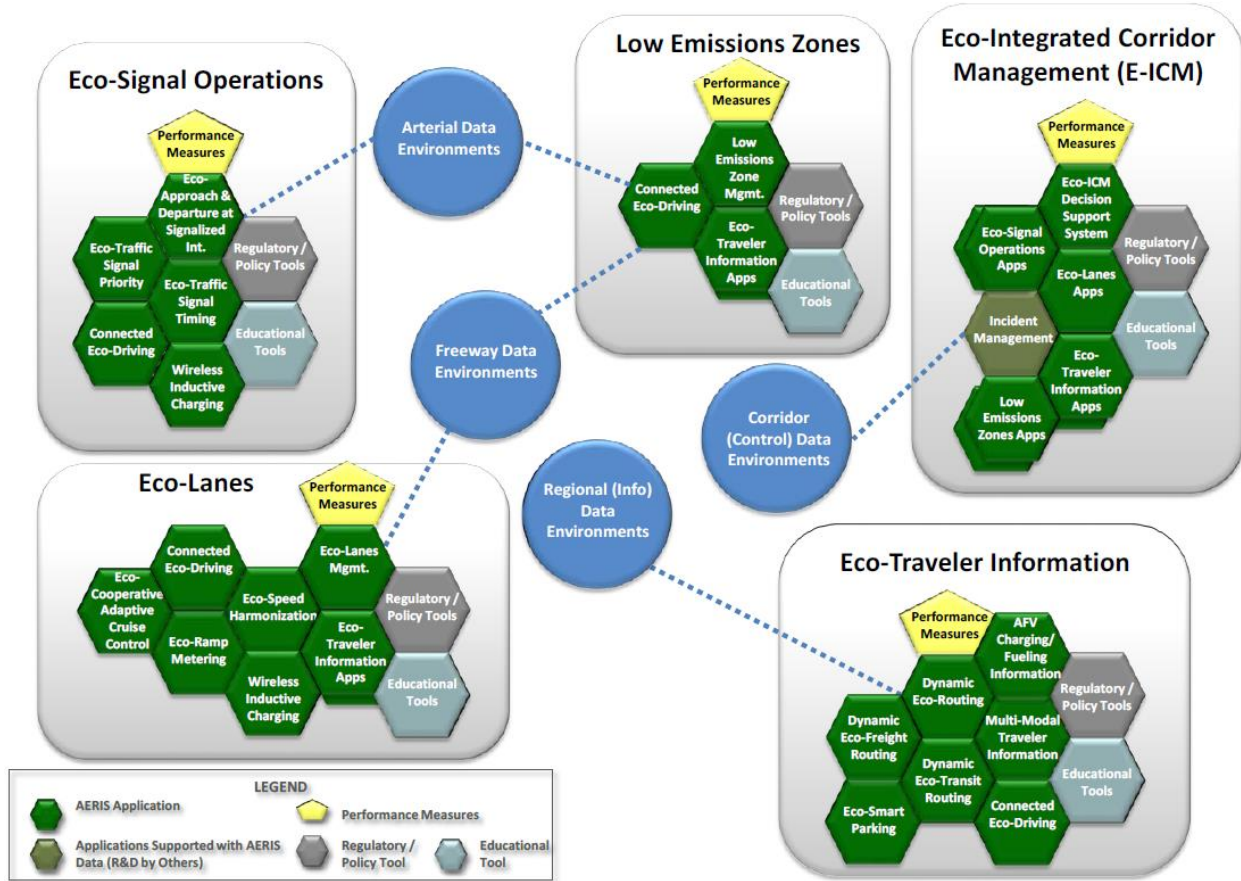 Eco-Signal Operations
Performance
Measures
Eco-
Approach &
Departure at
Signalized
Int.
Eco-Traffic
Signal
Priority
Regulatory /
Policy Tools
Eco-Traffic
Signal
Timing
Connected
Eco-Driving
Educational
Tools
Wireless
Inductive
Charging
Arterial Data
Environments
Low Emissions Zones
Performance
Measures
Low
Emissions
Zone
Mgmt.
Connected
Eco-Driving
Regulatory /
Policy Tools
Eco-
Traveler
Information
Apps
Educational
Tools
Eco-Integrated Corridor
Management (E-ICM)
Performance
Measures
Eco-ICM
Decision
Support
System
Eco-Signal
Operations
Apps
Regulatory /
Policy Tools
Eco-Lanes
Apps
Incident
Management
Educational
Tools
Eco-
Traveler
Information
Apps
Low
Emissions
Zones Apps
Freeway Data
Environments
Corridor
(Control) Data
Environments
Regional (Info)
Data
Environments
Eco-Lanes
Performance
Measures
Connected
Eco-Driving
Eco-Lanes
Mgmt.
Eco-
Cooperative
Adaptive
Cruise
Control
Eco-Speed
Harmonization
Regulatory /
Policy Tools
Eco-Ramp
Metering
Eco-
Traveler
Information
Apps
Wireless
Inductive
Charging
Educational
Tools
Eco-Traveler Information
Performance
Measures
AFV
Charging/
Fueling
Information
Dynamic
Eco-Routing
Regulatory /
Policy Tools
Dynamic
Eco-Freight
Routing
Multi-Modal
Traveler
Information
Dynamic
Eco-Transit
Routing
Educational
Tools
Eco-Smart
Parking
Connected
Eco-Driving
LEGEND
AERIS Application
Performance Measures
Applications Supported with AERIS
Data (R&D by Others)
Regulatory /
Policy Tool
Educational
Tool